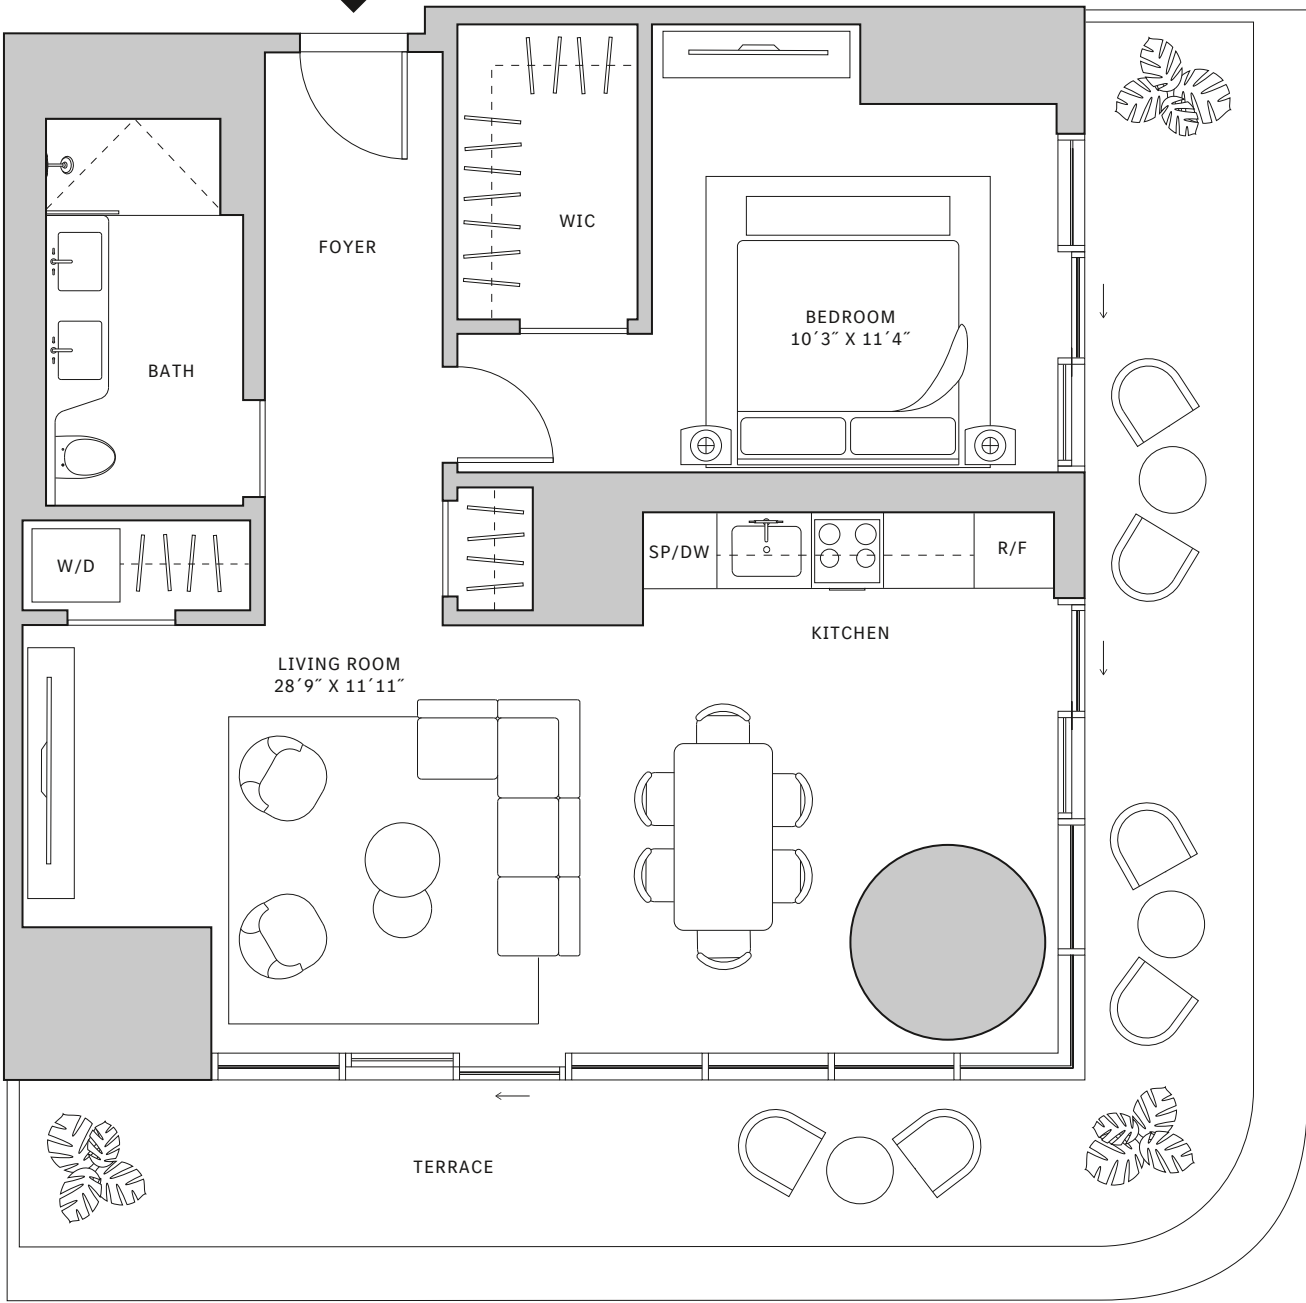 WIC
FOYER
BEDROOM
10´3˝ X 11´4˝
BATH
SP/DW
R/F
W/D
KITCHEN
LIVING ROOM
28´9˝ X 11´11˝
TERRACE